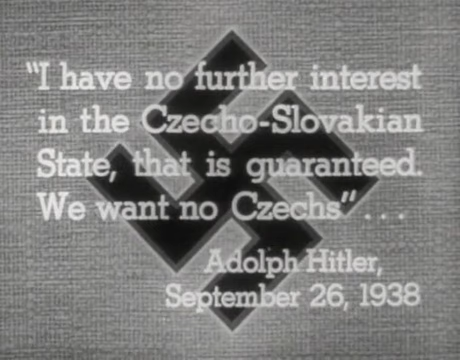 "I have no further interest
in the Czecho-Slovakian
State, that is guaranteed.
We want no Czechs"...
Adolph Hitler,
September 26, 1938